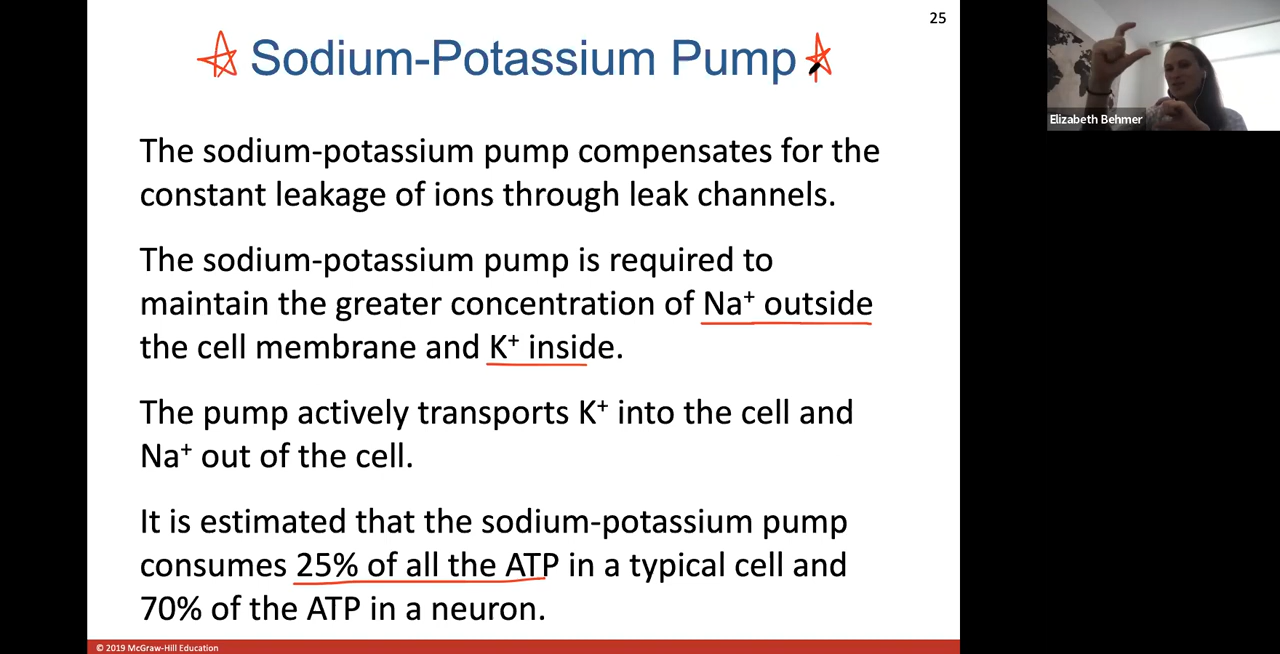 25
Sodium-Potassium Pump
Elizabeth Behmer
The sodium-potassium pump compensates for the
constant leakage of ions through leak channels.
The sodium-potassium pump is required to
maintain the greater concentration of Na⁺ outside
the cell membrane and K⁺ inside.
The pump actively transports K⁺ into the cell and
Na⁺ out of the cell.
It is estimated that the sodium-potassium pump
consumes 25% of all the ATP in a typical cell and
70% of the ATP in a neuron.
© 2019 McGraw-Hill Education